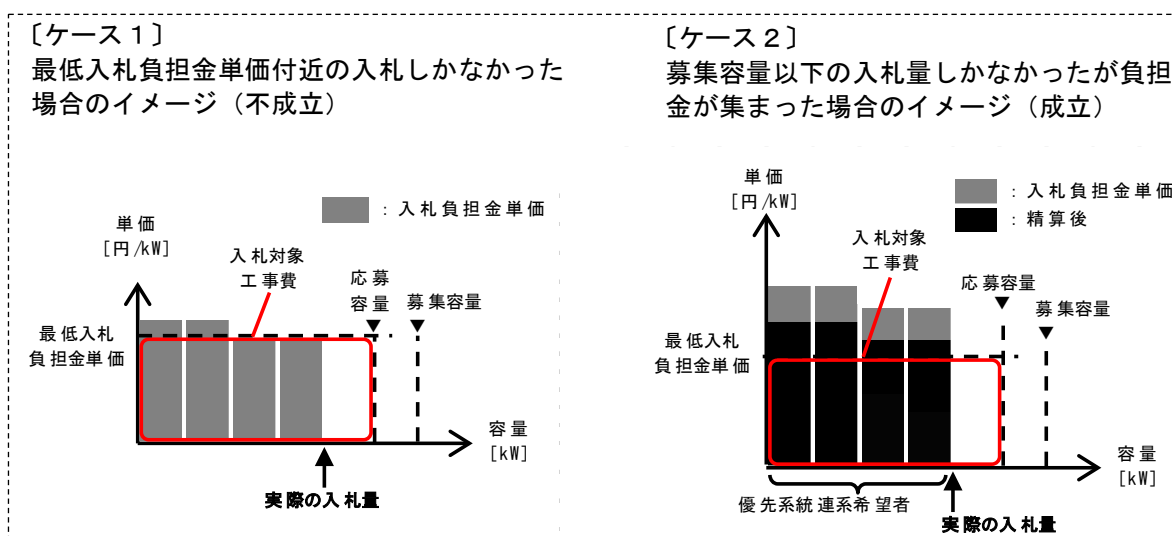 〔ケース１〕
最低入札負担金単価付近の入札しかなかった
場合のイメージ（不成立）
単価
[円/kW]
：入札負担金単価
入札対象
工事費
応募
容量
募集容量
最低入札
負担金単価
容量
[kW]
実際の入札量
〔ケース２〕
募集容量以下の入札量しかなかったが負担
金が集まった場合のイメージ（成立）
単価
[円/kW]
：入札負担金単価
：精算後
入札対象
工事費
応募容量
募集容量
最低入札
負担金単価
容量
[kW]
優先系統連系希望者
実際の入札量